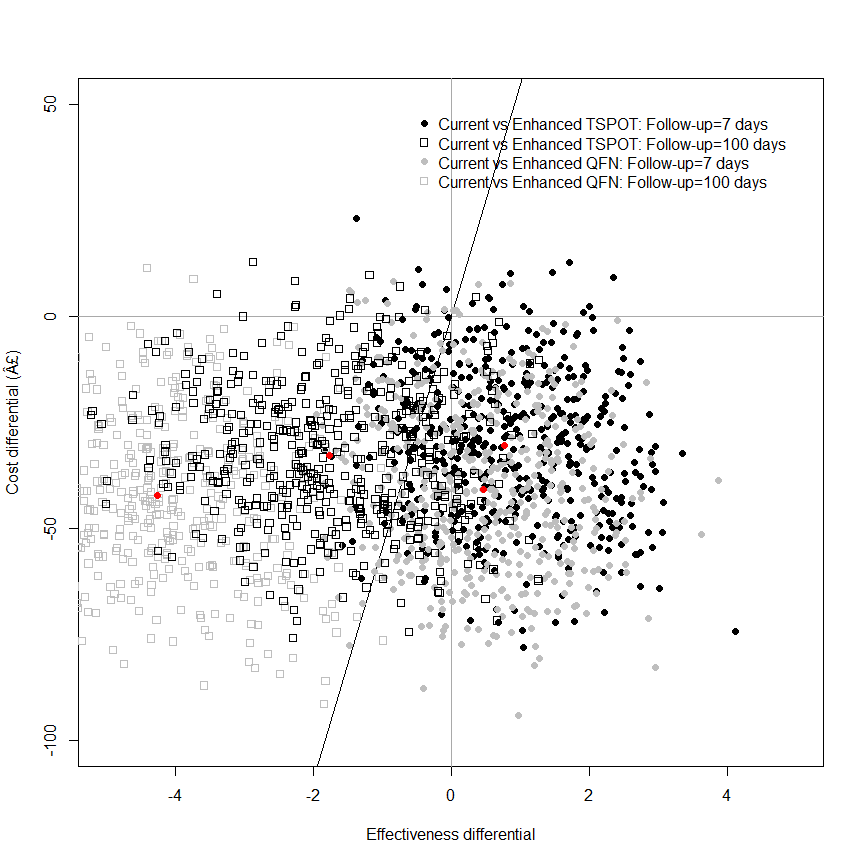 Current vs Enhanced TSPOT: Follow-up=7 days
Current vs Enhanced TSPOT: Follow-up=100 days
Current vs Enhanced QFN: Follow-up=7 days
Current vs Enhanced QFN: Follow-up=100 days
50
0
-50
-100
Cost differential (Â£)
-4
-2
0
2
4
Effectiveness differential